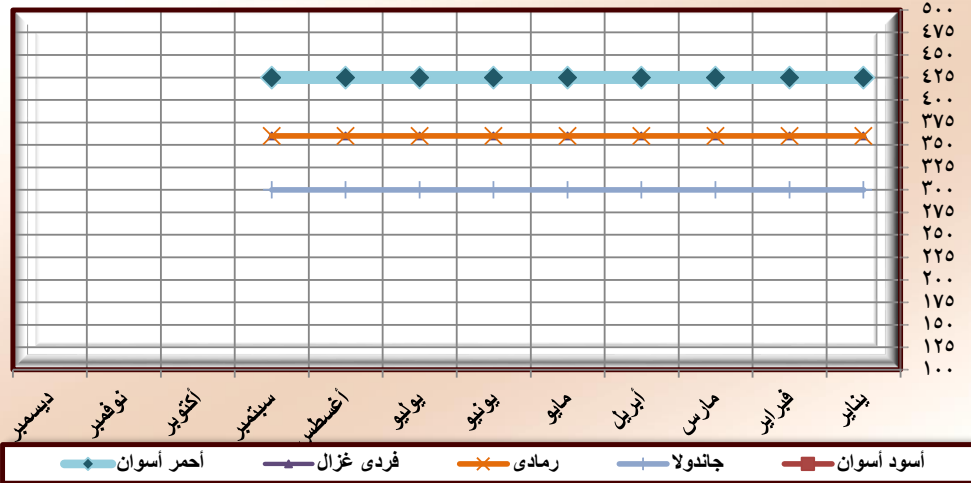 ٥٠٠
٤٧٥
٤٥٠
٤٢٥
٤٠٠
٣٧٥
٣٥٠
٣٢٥
٣٠٠
٢٧٥
٢٥٠
٢٢٥
٢٠٠
١٧٥
١٥٠
١٢٥
١٠٠
يناير
فبراير
مارس
أبريل
مايو
يونيو
يوليو
أغسطس
سبتمبر
أكتوبر
نوفمبر
ديسمبر
أسود أسوان جاندولا رمادى فردى غزال أحمر أسوان